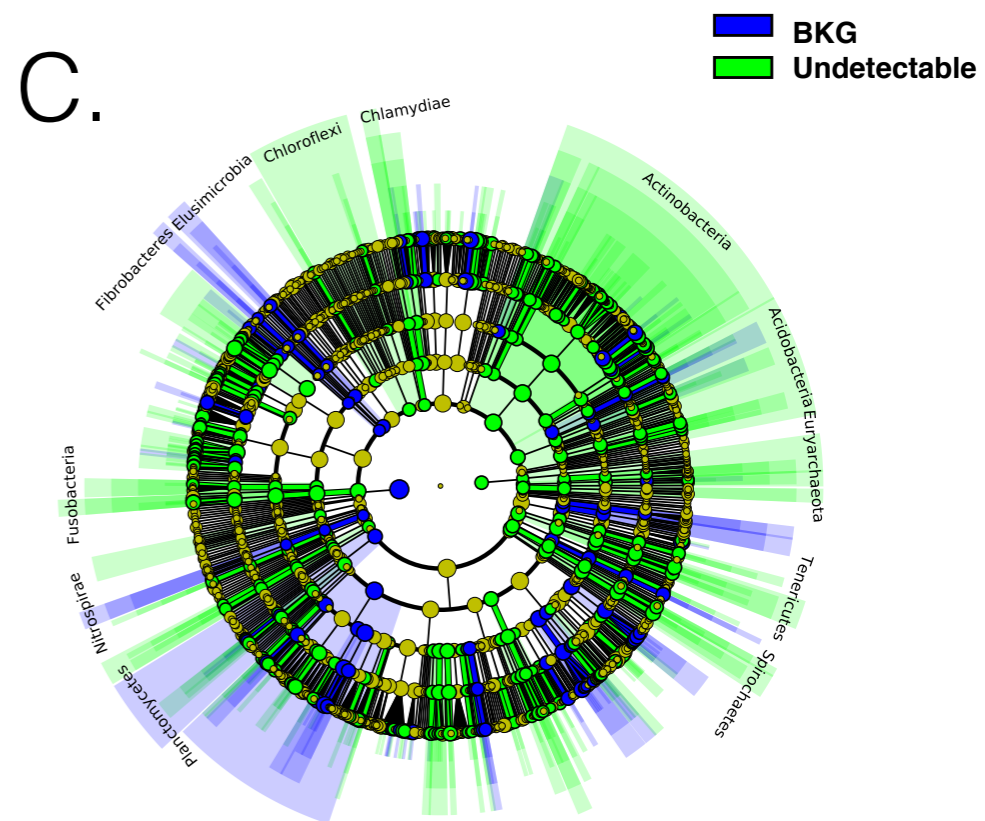 C.
BKG
Undetectable
Chlamydiae
Chloroflexi
Actinobacteria
Elusimicrobia
Fibrobacteres
Acidobacteria
Euryarchaeota
Fusobacteria
Tenericutes
Nitrospirae
Spirochaetes
Planctomycetes